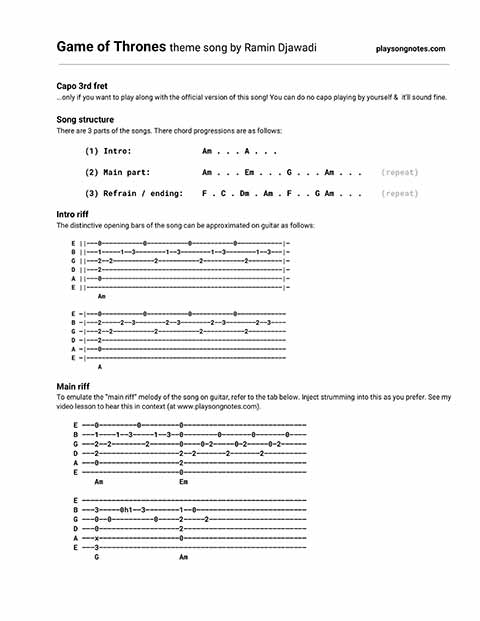 Game of Thrones theme song by Ramin Djawadi playsongnotes.com
Capo 3rd fret
...only if you want to play along with the official version of this song! You can do no capo playing by yourself & it'll sound fine.
Song structure
There are 3 parts of the songs. There chord progressions are as follows:
(1) Intro: Am . . . A . . .
(2) Main part: Am . . . Em . . . G . . . Am . . . (repeat)
(3) Refrain / ending: F . C . Dm . Am . F . . G Am . . . (repeat)
Intro riff
The distinctive opening bars of the song can be approximated on guitar as follows:
E ||---0----------0----------0-----------0------------|-
B ||---1-----1--3-------1--3-------1--3--------1--3---|-
G ||---2--2----------2----------2-----------2---------|-
D ||---2----------------------------------------------|-
A ||---0----------------------------------------------|-
E ||--------------------------------------------------|-
Am
E -|---0----------0----------0-----------0------------
B -|---2-----2--3-------2--3-------2--3--------2--3----
G -|---2--2----------2----------2-----------2---------
D -|---2----------------------------------------------
A -|---0----------------------------------------------
E -|--------------------------------------------------
A
Main riff
To emulate the "main riff" melody of the song on guitar, refer to the tab below. Inject strumming into this as you prefer. See my
video lesson to hear this in context (at www.playsongnotes.com).
E ---0---------0---------0------------------------------
B ---1----1--3-----1--3--0--------0-------0-------0----
G ---2--2--------2-------0----0-2-----0-2-----0-2------
D ---2-------------------2--2-------2-------2----------
A ---0-------------------2------------------------------
E -----------------------0------------------------------
Am Em
E ------------------------------------------------------
B ---3-----0h1--3--------1--0---------------------------
G ---0--0----------0-----2-----2------------------------
D ---0-------------------2------------------------------
A ---x-------------------0------------------------------
E ---3--------------------------------------------------
G Am